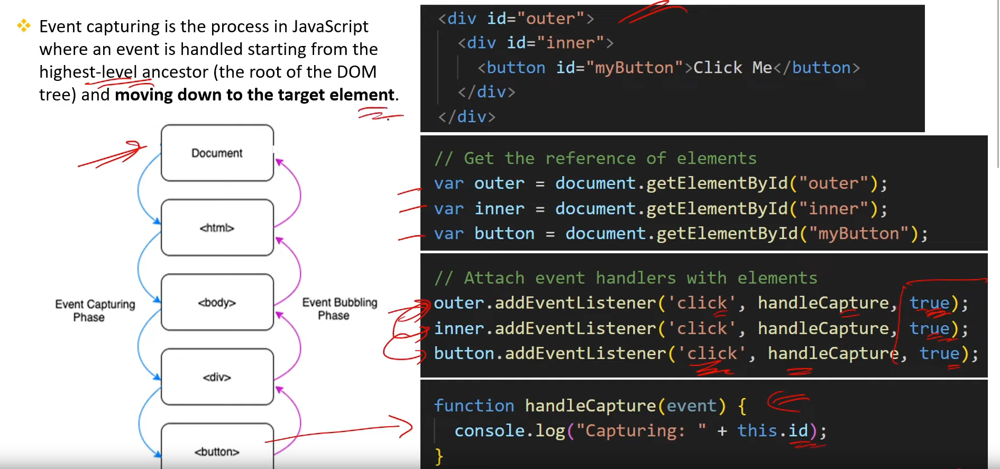 Event capturing is the process in JavaScript
where an event is handled starting from the
highest-level ancestor (the root of the DOM
tree) and moving down to the target element.
Document
<html>
<body>
Event Capturing
Phase
Event Bubbling
Phase
<div>
<button>
<div id="outer">
<div id="inner">
<button id="myButton">Click Me</button>
</div>
</div>
// Get the reference of elements
var outer = document.getElementById("outer");
var inner = document.getElementById("inner");
var button = document.getElementById("myButton");
// Attach event handlers with elements
outer.addEventListener('click', handleCapture, true);
inner.addEventListener('click', handleCapture, true);
button.addEventListener('click', handleCapture, true);
function handleCapture(event) {
console.log("Capturing: " + this.id);
}